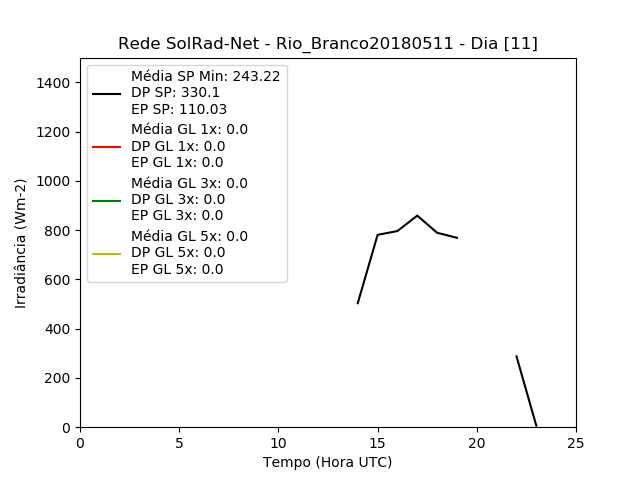 Rede SolRad-Net - Rio_Branco20180511 - Dia [11]
Média SP Min: 243.22
DP SP: 330.1
EP SP: 110.03
Média GL 1x: 0.0
DP GL 1x: 0.0
EP GL 1x: 0.0
Média GL 3x: 0.0
DP GL 3x: 0.0
EP GL 3x: 0.0
Média GL 5x: 0.0
DP GL 5x: 0.0
EP GL 5x: 0.0
Irradiância (Wm-2)
1400
1200
1000
800
600
400
200
0
0 5 10 15 20 25
Tempo (Hora UTC)